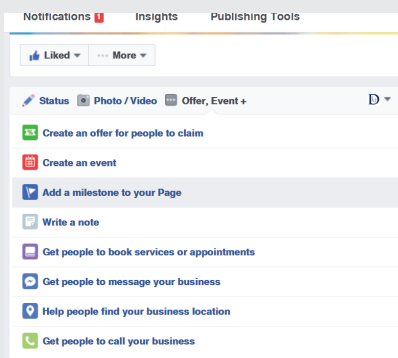 Notifications 1 Insights Publishing Tools
Liked ··· More
Status Photo / Video Offer, Event +
Create an offer for people to claim
Create an event
Add a milestone to your Page
Write a note
Get people to book services or appointments
Get people to message your business
Help people find your business location
Get people to call your business